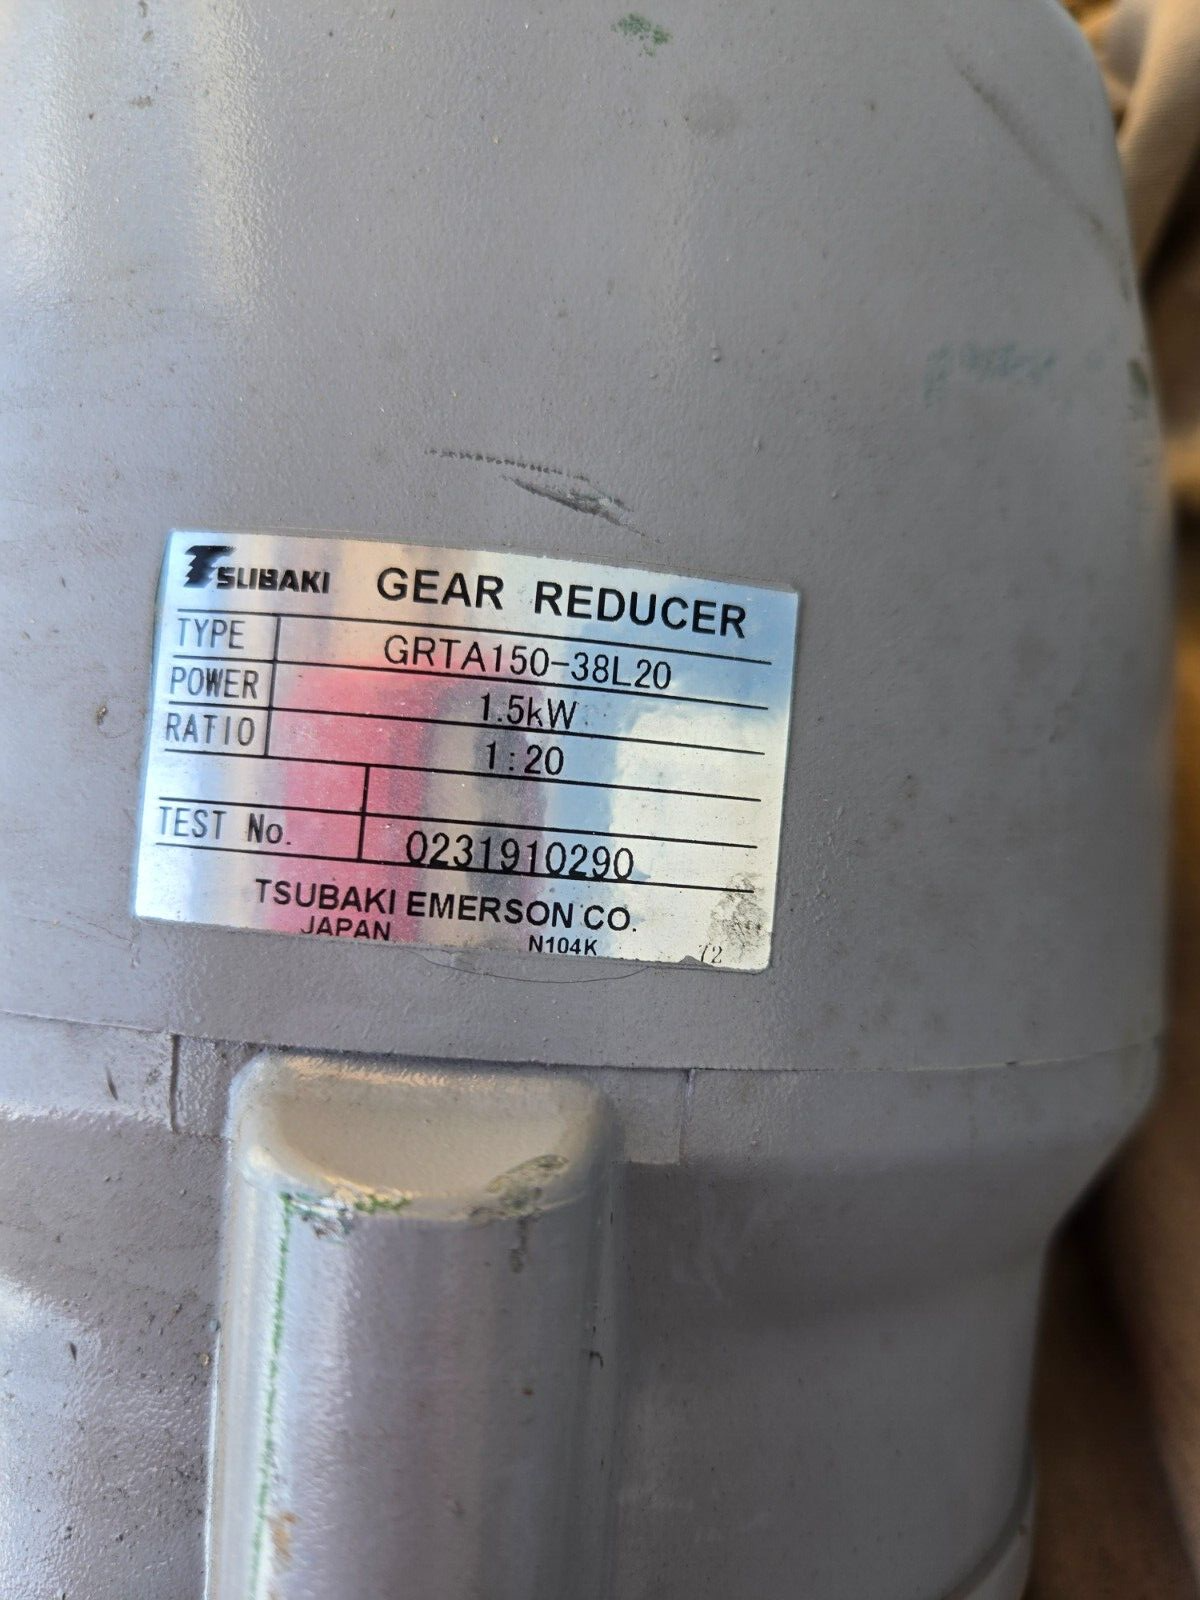 TSUBAKI GEAR REDUCER
TYPE GRTA150-38L20
POWER 1.5kW
RATIO 1:20
TEST No. 0231910290
TSUBAKI EMERSON CO.
JAPAN N104K 72